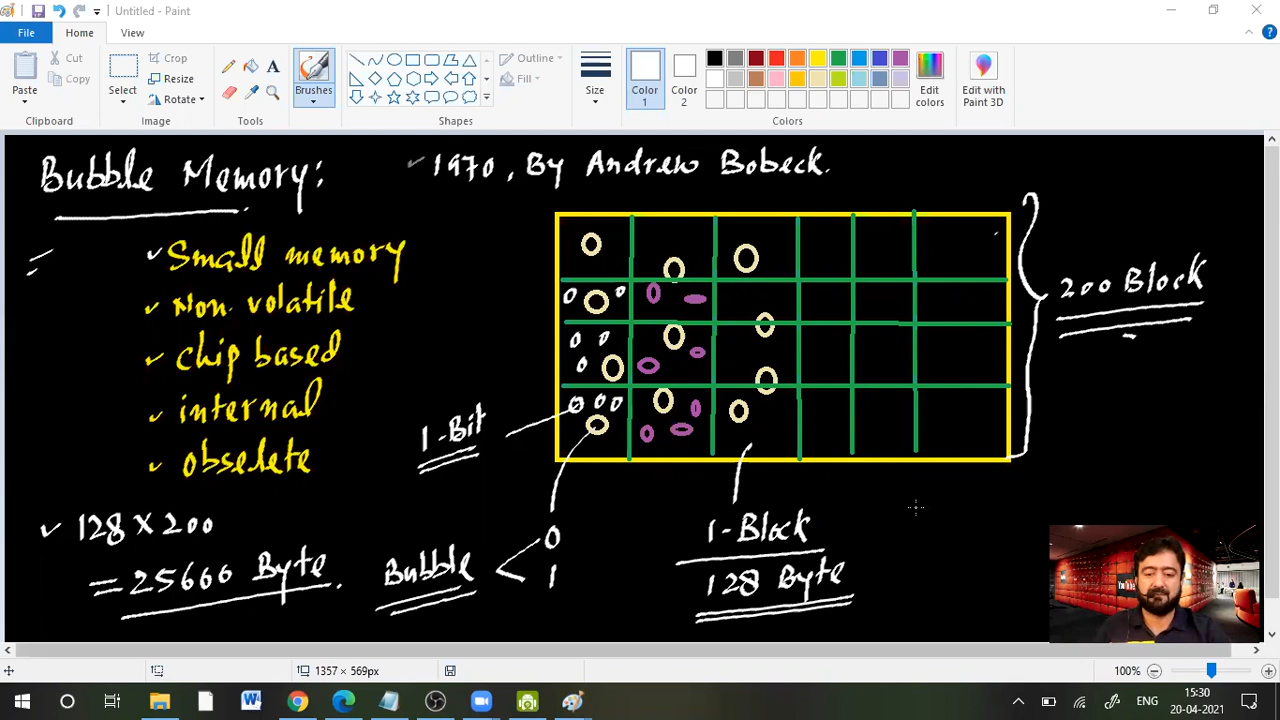 Untitled - Paint
File Home View
Paste
Cut
Copy
Clipboard
Select
Crop
Resize
Rotate
Image
Tools
Brushes
Shapes
Outline
Fill
Size
Color 1
Color 2
Colors
Edit colors
Edit with Paint 3D
Bubble Memory:
1970, By Andrew Bobeck.
Small memory
Non volatile
chip based
internal
obselete
200 Block
1-Bit
128 X 200
= 25600 Byte.
Bubble < 0
1
1-Block
128 Byte
YouTube
1357 × 569px
100%
ENG
15:30
20-04-2021